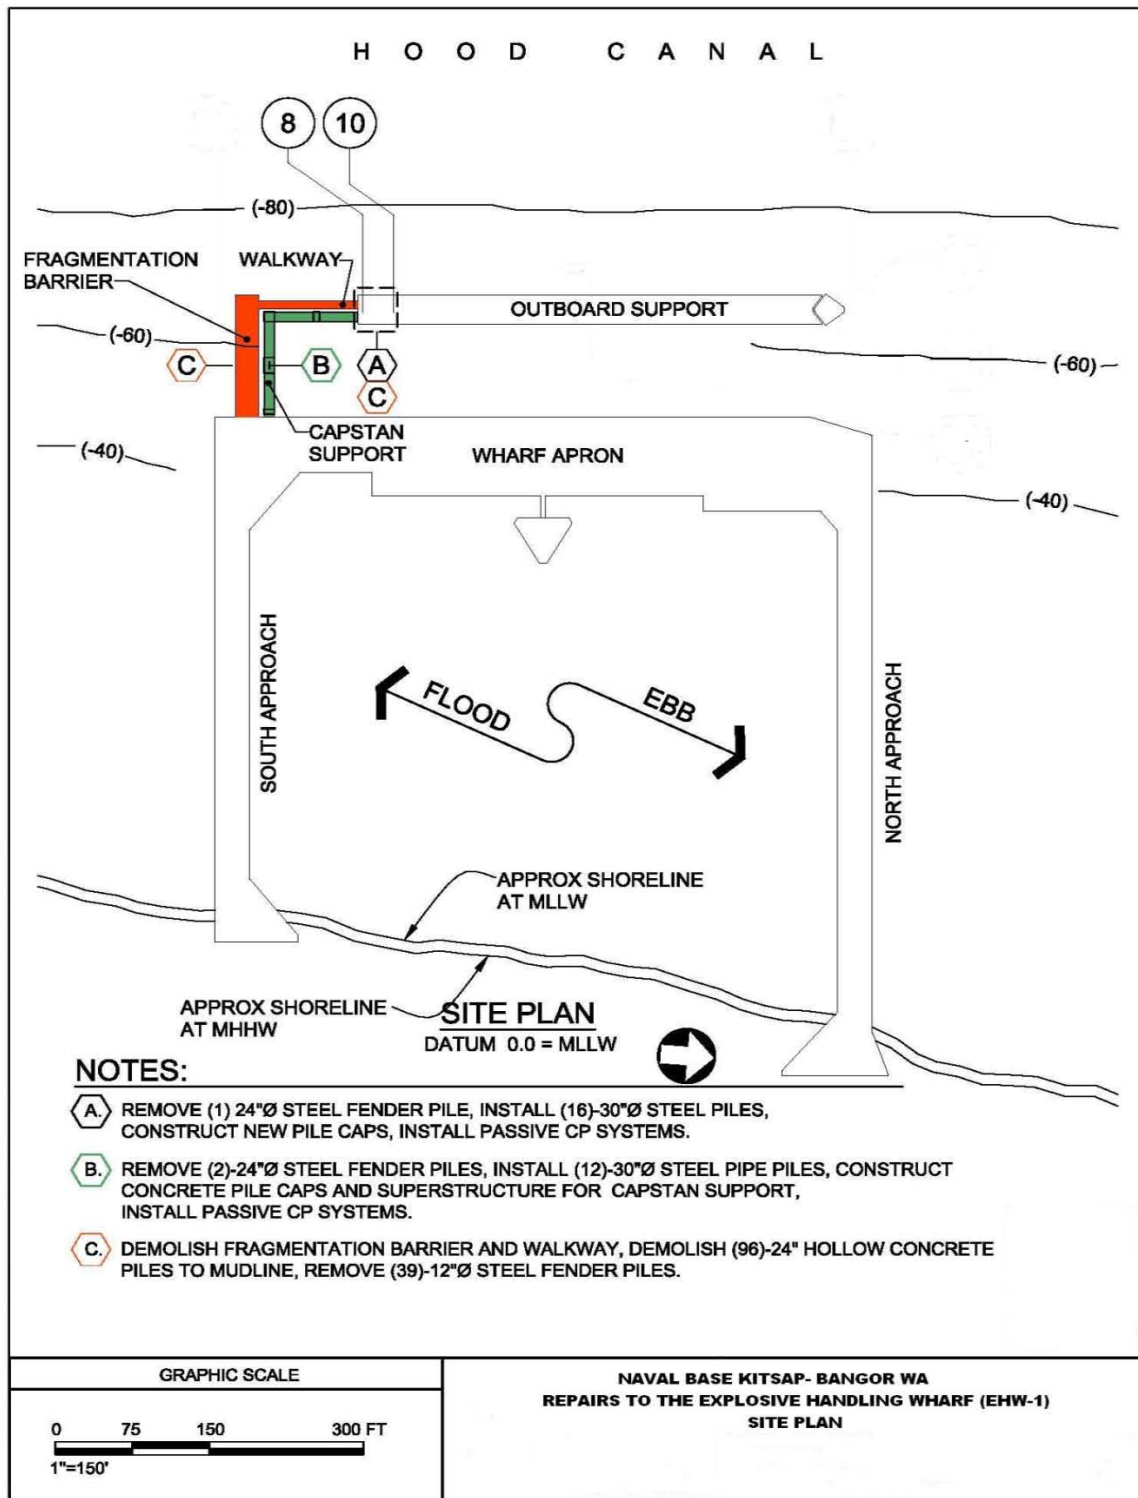 HOOD CANAL
8
10
(-80)
FRAGMENTATION
BARRIER
WALKWAY
OUTBOARD SUPPORT
(-60)
(-60)
C
B
A
C
CAPSTAN
SUPPORT
WHARF APRON
(-40)
(-40)
SOUTH APPROACH
FLOOD
EBB
NORTH APPROACH
APPROX SHORELINE
AT MLLW
APPROX SHORELINE
AT MHHW
SITE PLAN
DATUM 0.0 = MLLW
NOTES:
A. REMOVE (1) 24"Ø STEEL FENDER PILE, INSTALL (16)-30"Ø STEEL PILES,
CONSTRUCT NEW PILE CAPS, INSTALL PASSIVE CP SYSTEMS.
B. REMOVE (2)-24"Ø STEEL FENDER PILES, INSTALL (12)-30"Ø STEEL PIPE PILES, CONSTRUCT
CONCRETE PILE CAPS AND SUPERSTRUCTURE FOR CAPSTAN SUPPORT,
INSTALL PASSIVE CP SYSTEMS.
C. DEMOLISH FRAGMENTATION BARRIER AND WALKWAY, DEMOLISH (96)-24" HOLLOW CONCRETE
PILES TO MUDLINE, REMOVE (39)-12"Ø STEEL FENDER PILES.
GRAPHIC SCALE
0 75 150 300 FT
1"=150'
NAVAL BASE KITSAP- BANGOR WA
REPAIRS TO THE EXPLOSIVE HANDLING WHARF (EHW-1)
SITE PLAN